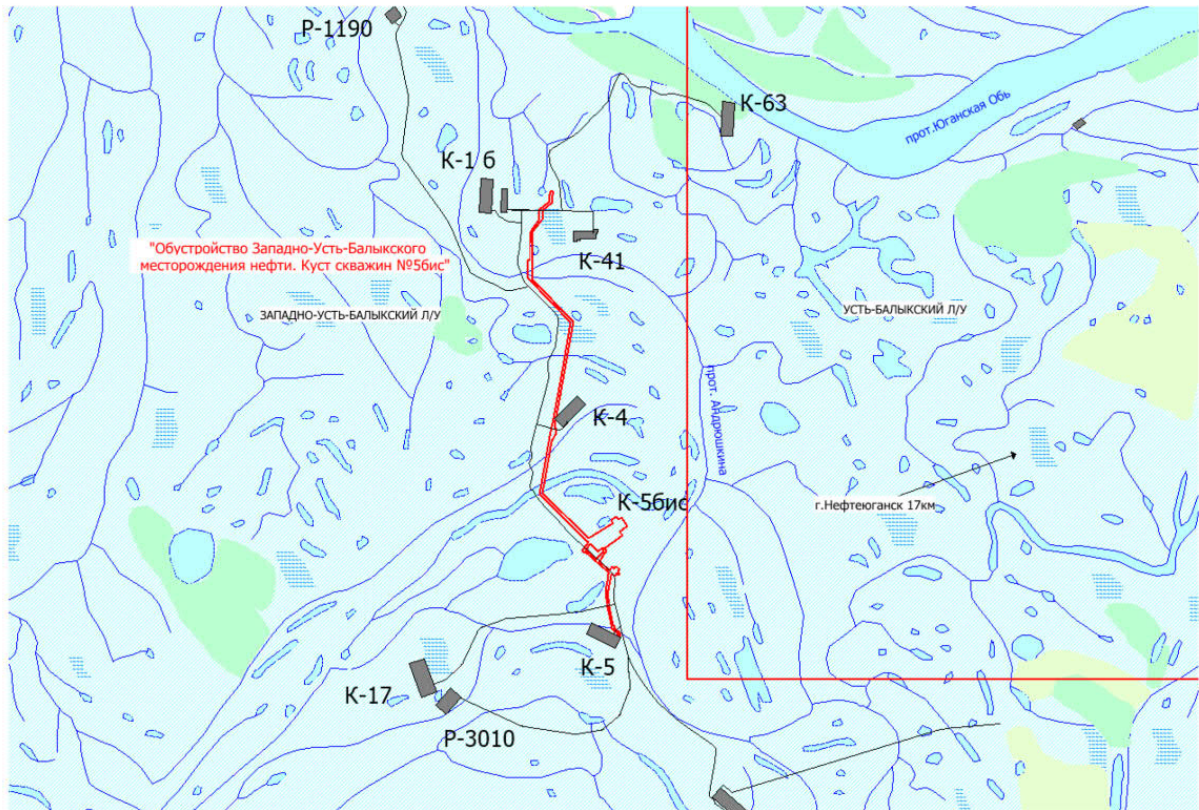 Р-1190
К-63
прот.Юганская Обь
К-1 б
"Обустройство Западно-Усть-Балыкского
месторождения нефти. Куст скважин №5бис"
К-41
ЗАПАДНО-УСТЬ-БАЛЫКСКИЙ Л/У
УСТЬ-БАЛЫКСКИЙ Л/У
прот. Андрюшкина
К-4
К-5бис
г.Нефтеюганск 17км
К-5
К-17
Р-3010